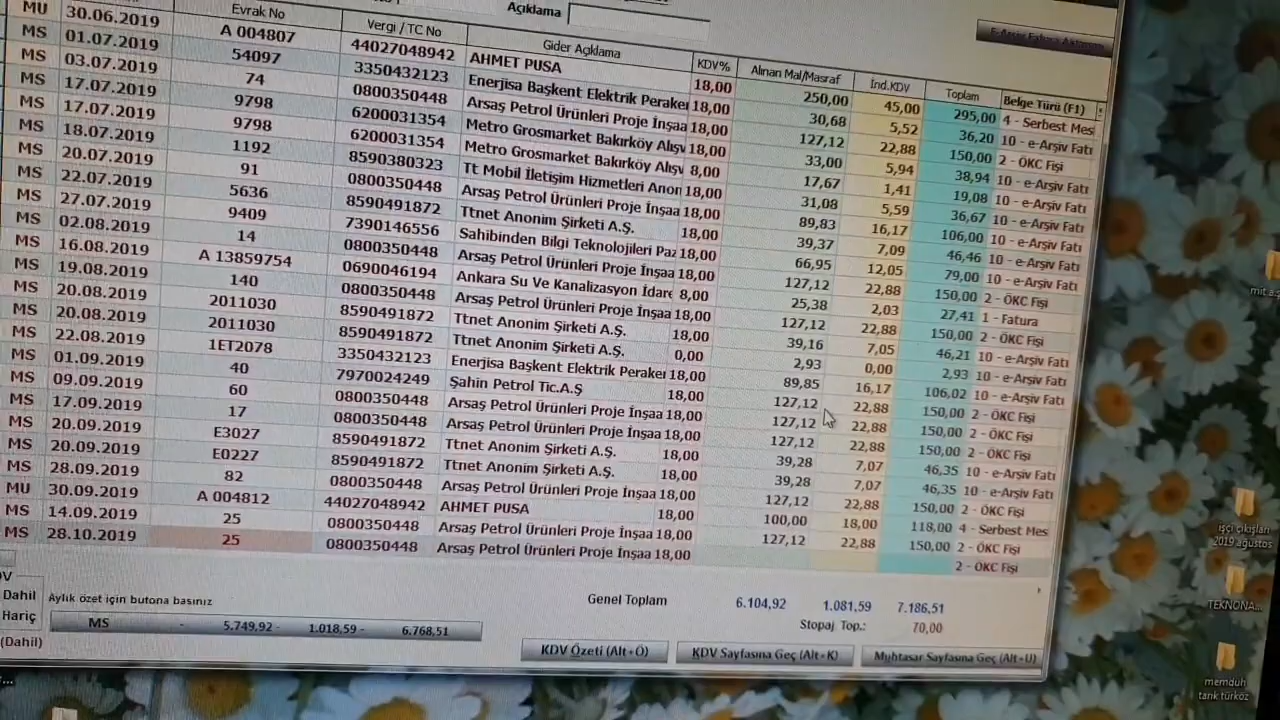 Açıklama
E-Arşiv Fatura Aktarımı
Evrak No Vergi / TC No Gider Açıklama KDV% Alınan Mal/Masraf İnd.KDV Toplam Belge Türü (F1)
MU 30.06.2019 A 004807 44027048942 AHMET PUSA 18,00 250,00 45,00 295,00 4 - Serbest Mes
MS 01.07.2019 54097 3350432123 Enerjisa Başkent Elektrik Peraker 18,00 30,68 5,52 36,20 10 - e-Arşiv Fatı
MS 03.07.2019 74 0800350448 Arsaş Petrol Ürünleri Proje İnşaa 18,00 127,12 22,88 150,00 2 - ÖKC Fişi
MS 17.07.2019 9798 6200031354 Metro Grosmarket Bakırköy Alışv 18,00 33,00 5,94 38,94 10 - e-Arşiv Fatı
MS 17.07.2019 9798 6200031354 Metro Grosmarket Bakırköy Alışv 8,00 17,67 1,41 19,08 10 - e-Arşiv Fatı
MS 18.07.2019 1192 8590380323 Tt Mobil İletişim Hizmetleri Anon 18,00 31,08 5,59 36,67 10 - e-Arşiv Fatı
MS 20.07.2019 91 0800350448 Arsaş Petrol Ürünleri Proje İnşaa 18,00 89,83 16,17 106,00 10 - e-Arşiv Fatı
MS 22.07.2019 5636 8590491872 Ttnet Anonim Şirketi A.Ş. 18,00 39,37 7,09 46,46 10 - e-Arşiv Fatı
MS 27.07.2019 9409 7390146556 Sahibinden Bilgi Teknolojileri Paz 18,00 66,95 12,05 79,00 10 - e-Arşiv Fatı
MS 02.08.2019 14 0800350448 Arsaş Petrol Ürünleri Proje İnşaa 18,00 127,12 22,88 150,00 2 - ÖKC Fişi
MS 16.08.2019 A 13859754 0690046194 Ankara Su Ve Kanalizasyon İdare 8,00 25,38 2,03 27,41 1 - Fatura
MS 19.08.2019 140 0800350448 Arsaş Petrol Ürünleri Proje İnşaa 18,00 127,12 22,88 150,00 2 - ÖKC Fişi
MS 20.08.2019 2011030 8590491872 Ttnet Anonim Şirketi A.Ş. 18,00 39,16 7,05 46,21 10 - e-Arşiv Fatı
MS 20.08.2019 2011030 8590491872 Ttnet Anonim Şirketi A.Ş. 0,00 2,93 0,00 2,93 10 - e-Arşiv Fatı
MS 22.08.2019 1ET2078 3350432123 Enerjisa Başkent Elektrik Peraker 18,00 89,85 16,17 106,02 10 - e-Arşiv Fatı
MS 01.09.2019 40 7970024249 Şahin Petrol Tic.A.Ş 18,00 127,12 22,88 150,00 2 - ÖKC Fişi
MS 09.09.2019 60 0800350448 Arsaş Petrol Ürünleri Proje İnşaa 18,00 127,12 22,88 150,00 2 - ÖKC Fişi
MS 17.09.2019 17 0800350448 Arsaş Petrol Ürünleri Proje İnşaa 18,00 127,12 22,88 150,00 2 - ÖKC Fişi
MS 20.09.2019 E3027 8590491872 Ttnet Anonim Şirketi A.Ş. 18,00 39,28 7,07 46,35 10 - e-Arşiv Fatı
MS 20.09.2019 E0227 8590491872 Ttnet Anonim Şirketi A.Ş. 18,00 39,28 7,07 46,35 10 - e-Arşiv Fatı
MS 28.09.2019 82 0800350448 Arsaş Petrol Ürünleri Proje İnşaa 18,00 127,12 22,88 150,00 2 - ÖKC Fişi
MU 30.09.2019 A 004812 44027048942 AHMET PUSA 18,00 100,00 18,00 118,00 4 - Serbest Mes
MS 14.09.2019 25 0800350448 Arsaş Petrol Ürünleri Proje İnşaa 18,00 127,12 22,88 150,00 2 - ÖKC Fişi
MS 28.10.2019 25 0800350448 Arsaş Petrol Ürünleri Proje İnşaa 18,00 2 - ÖKC Fişi
Dahil Aylık özet için butona basınız
Genel Toplam 6.104,92 1.081,59 7.186,51
Hariç
MS - 5.749,92 - 1.018,59 - 6.768,51
Stopaj Top.: 70,00
(Dahil)
KDV Özeti (Alt+Ö) KDV Sayfasına Geç (Alt+K) Muhtasar Sayfasına Geç (Alt+U)
işçi çıkışları
2019 ağustos
TEKNONA...
memduh
tarık türköz